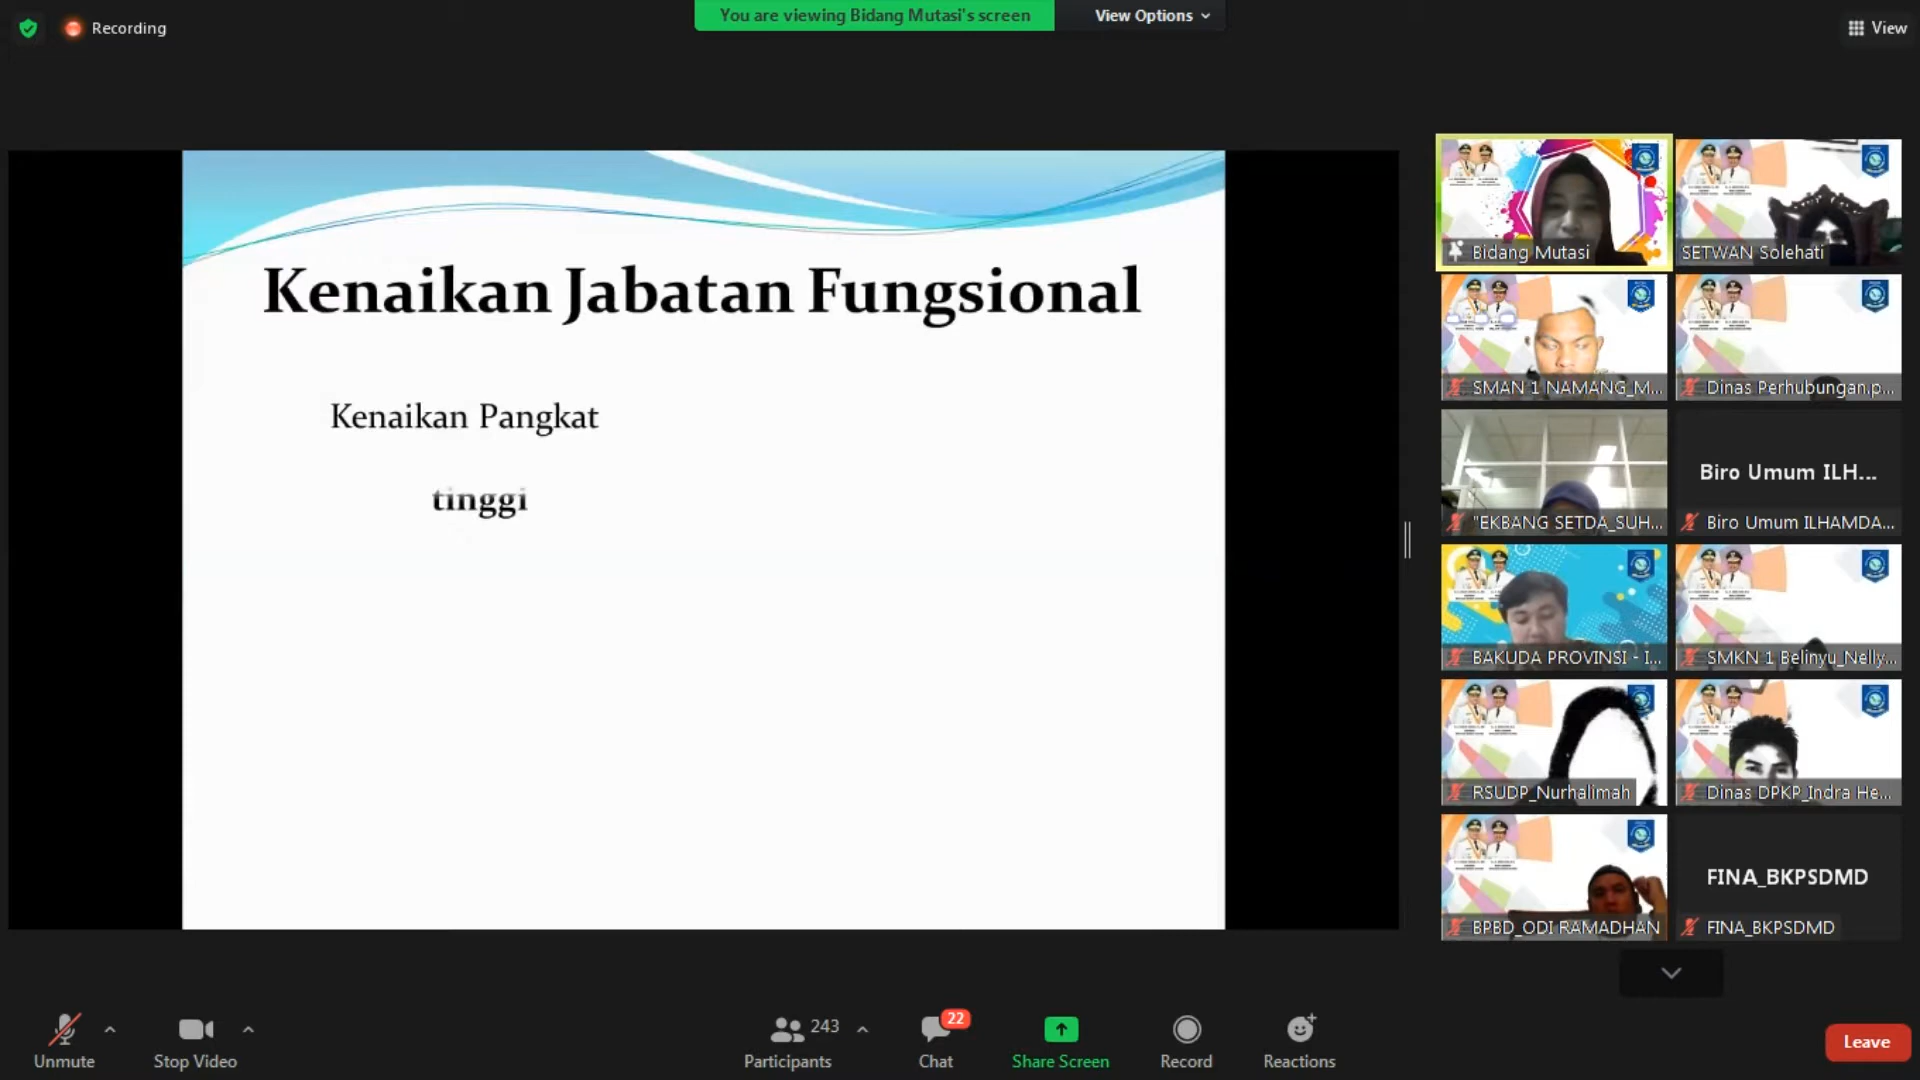 Recording
You are viewing Bidang Mutasi's screen
View Options
View
Kenaikan Jabatan Fungsional
Kenaikan Pangkat
tinggi
Bidang Mutasi
SETWAN Solehati
SMAN 1 NAMANG_M...
Dinas Perhubungan.p...
"EKBANG SETDA_SUH...
Biro Umum ILH...
Biro Umum ILHAMDA...
BAKUDA PROVINSI - I...
SMKN 1 Belinyu_Nelly...
RSUDP_Nurhalimah
Dinas DPKP_Indra He...
BPBD_ODI RAMADHAN
FINA_BKPSDMD
FINA_BKPSDMD
Unmute
Stop Video
243
Participants
22
Chat
Share Screen
Record
Reactions
Leave